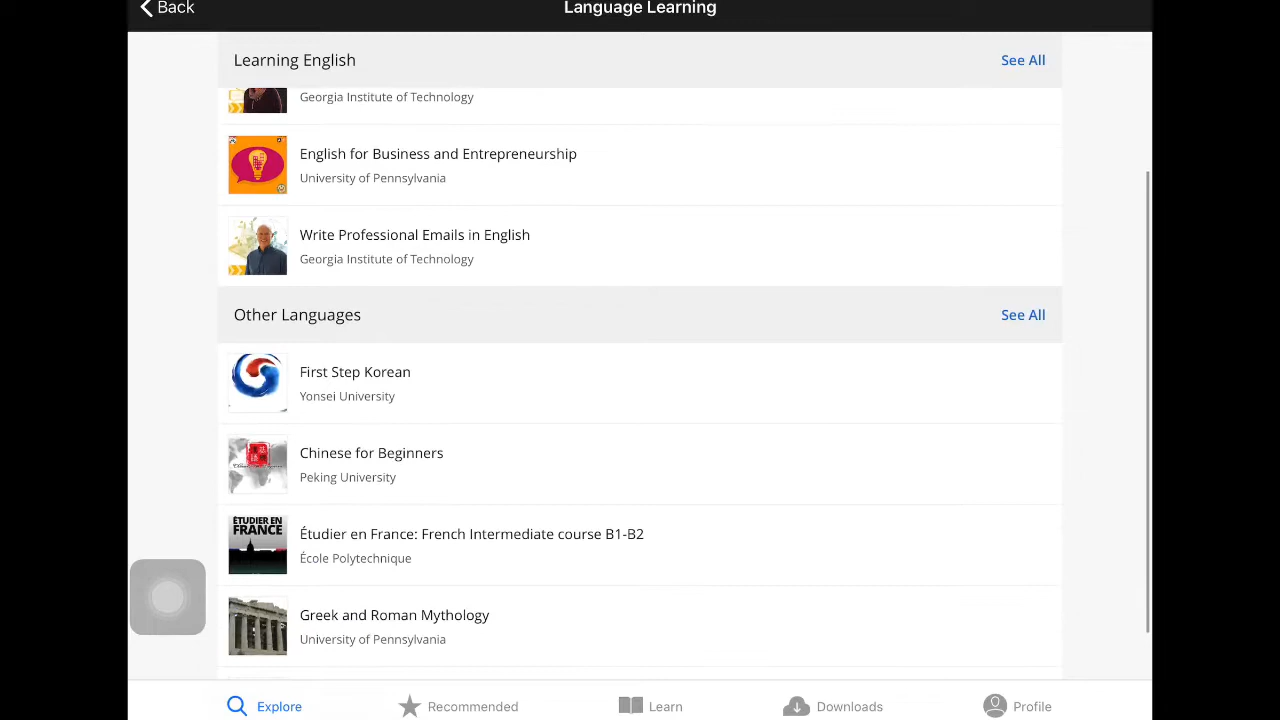 Back
Language Learning
Learning English
See All
Georgia Institute of Technology
English for Business and Entrepreneurship
University of Pennsylvania
Write Professional Emails in English
Georgia Institute of Technology
Other Languages
See All
First Step Korean
Yonsei University
Chinese for Beginners
Peking University
ÉTUDIER EN
FRANCE
Étudier en France: French Intermediate course B1-B2
École Polytechnique
Greek and Roman Mythology
University of Pennsylvania
Explore
Recommended
Learn
Downloads
Profile